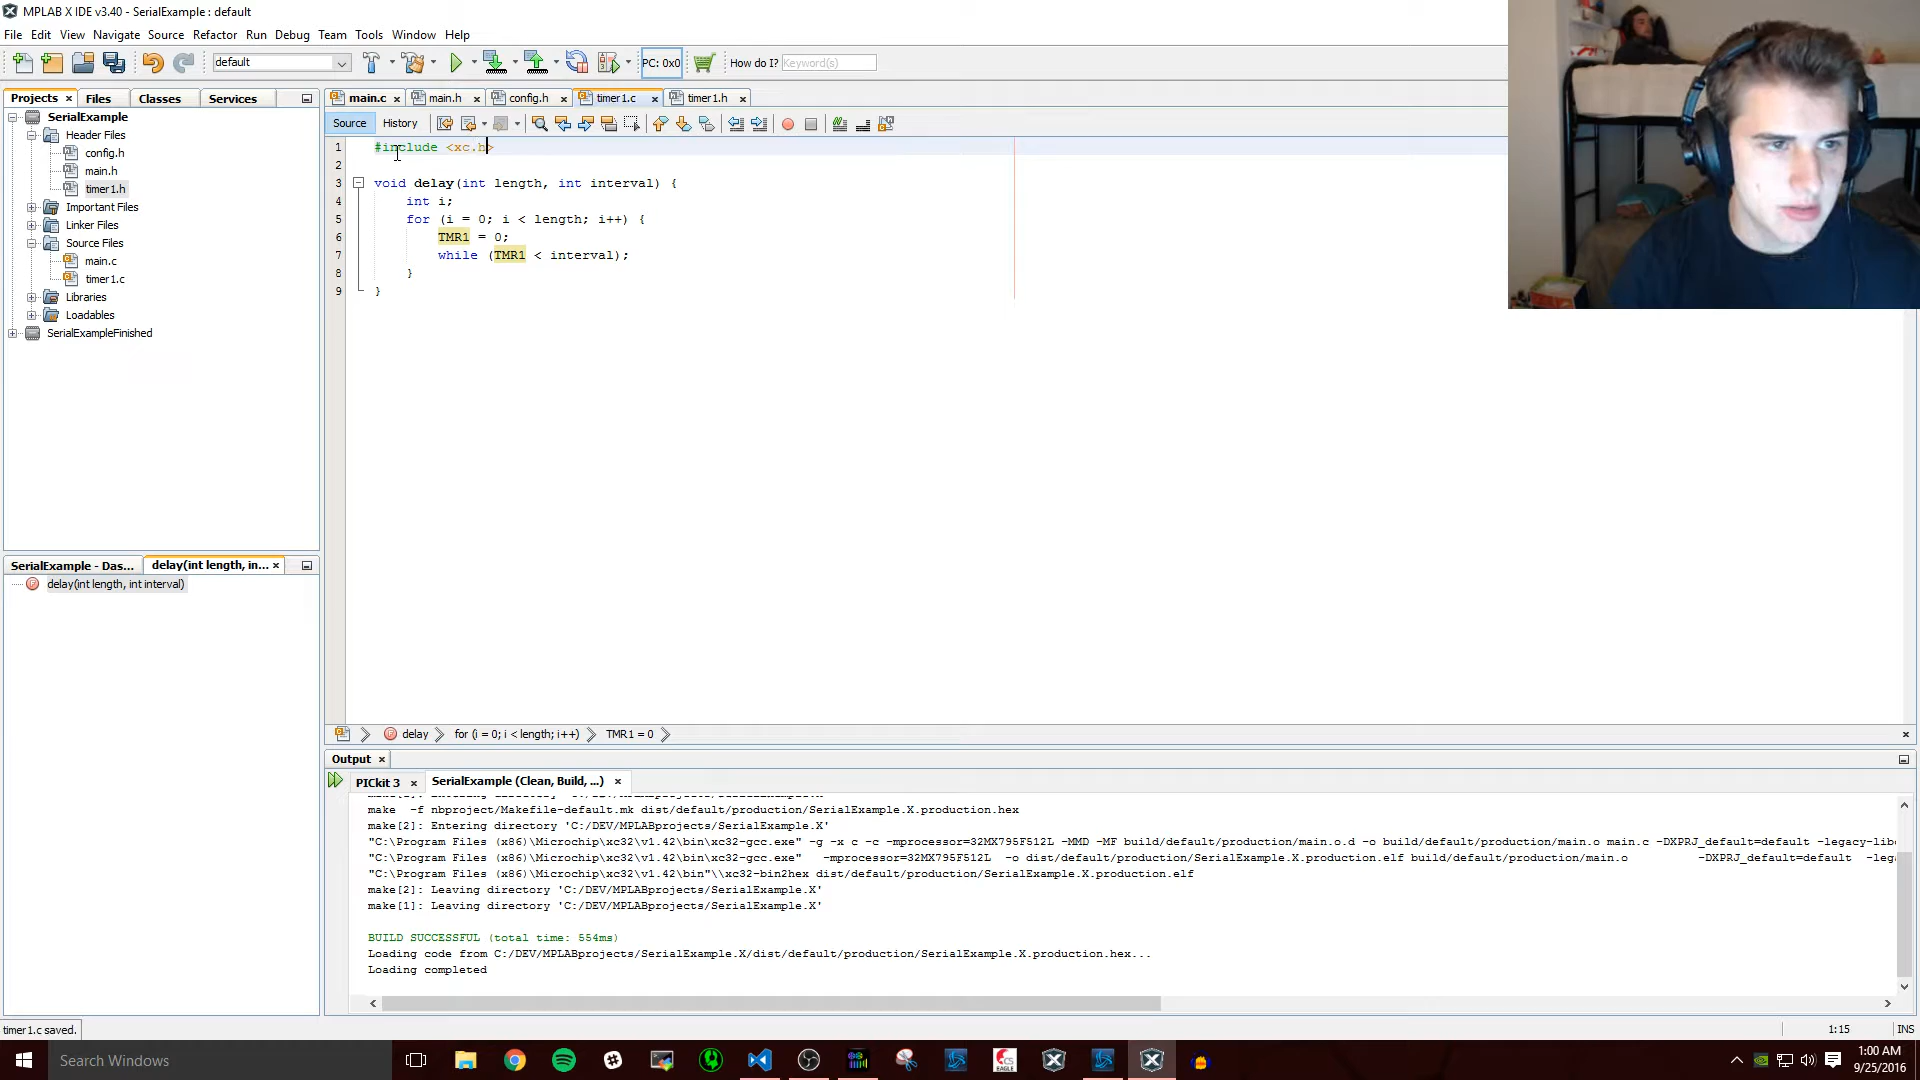 MPLAB X IDE v3.40 - SerialExample : default
File Edit View Navigate Source Refactor Run Debug Team Tools Window Help
default PC: 0x0 How do I? Keyword(s)
Projects Files Classes Services
main.c main.h config.h timer1.c timer1.h
Source History
SerialExample
Header Files
config.h
main.h
timer1.h
Important Files
Linker Files
Source Files
main.c
timer1.c
Libraries
Loadables
SerialExampleFinished
1 #include <xc.h>
2
3 void delay(int length, int interval) {
4 int i;
5 for (i = 0; i < length; i++) {
6 TMR1 = 0;
7 while (TMR1 < interval);
8 }
9 }
SerialExample - Das... delay(int length, in...
delay(int length, int interval)
delay for (i = 0; i < length; i++) TMR1 = 0
Output
PICkit 3 SerialExample (Clean, Build, ...)
make -f nbproject/Makefile-default.mk dist/default/production/SerialExample.X.production.hex
make[2]: Entering directory 'C:/DEV/MPLABprojects/SerialExample.X'
"C:\Program Files (x86)\Microchip\xc32\v1.42\bin\xc32-gcc.exe" -g -x c -c -mprocessor=32MX795F512L -MMD -MF build/default/production/main.o.d -o build/default/production/main.o main.c -DXPRJ_default=default -legacy-lib
"C:\Program Files (x86)\Microchip\xc32\v1.42\bin\xc32-gcc.exe" -mprocessor=32MX795F512L -o dist/default/production/SerialExample.X.production.elf build/default/production/main.o -DXPRJ_default=default -leg
"C:\Program Files (x86)\Microchip\xc32\v1.42\bin"\\xc32-bin2hex dist/default/production/SerialExample.X.production.elf
make[2]: Leaving directory 'C:/DEV/MPLABprojects/SerialExample.X'
make[1]: Leaving directory 'C:/DEV/MPLABprojects/SerialExample.X'
BUILD SUCCESSFUL (total time: 554ms)
Loading code from C:/DEV/MPLABprojects/SerialExample.X/dist/default/production/SerialExample.X.production.hex...
Loading completed
timer1.c saved. 1:15 INS
Search Windows EAGLE 1:00 AM
9/25/2016